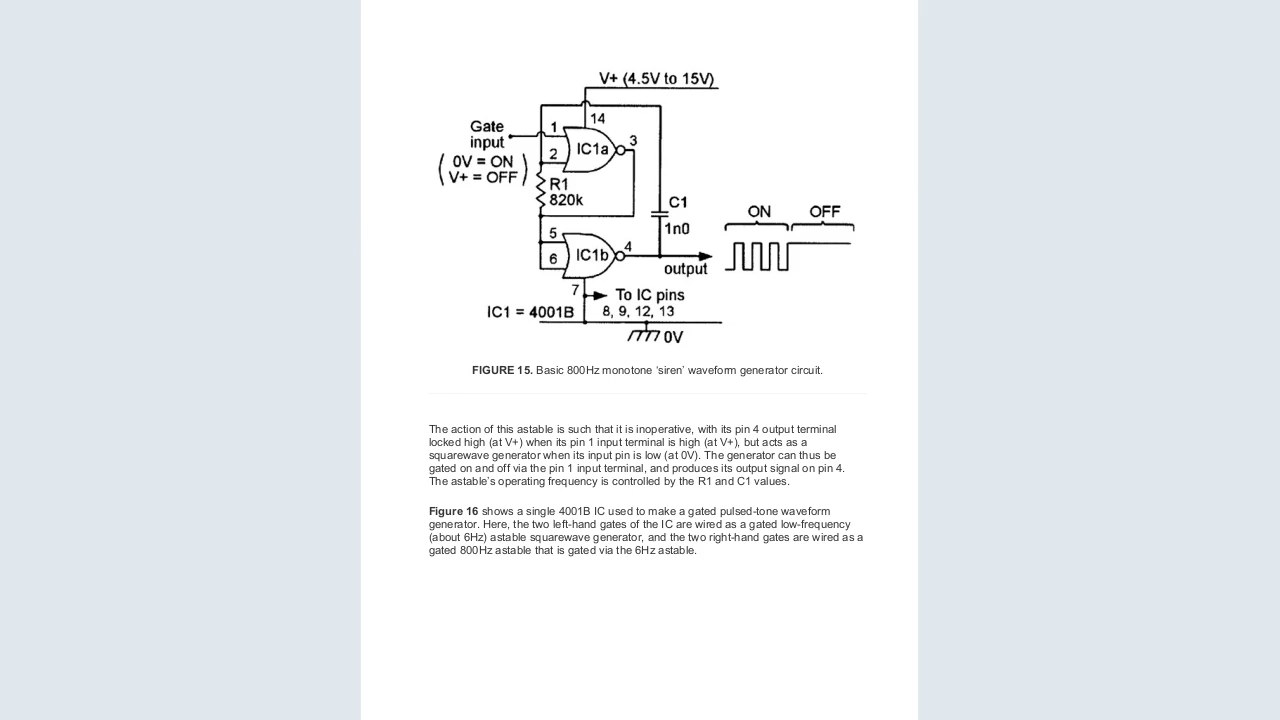 V+ (4.5V to 15V)
14
Gate
input
1
IC1a
3
0V = ON
V+ = OFF
2
R1
820k
C1
1n0
ON OFF
5
6
IC1b
4
output
7
To IC pins
8, 9, 12, 13
IC1 = 4001B
0V
FIGURE 15. Basic 800Hz monotone ‘siren’ waveform generator circuit.
The action of this astable is such that it is inoperative, with its pin 4 output terminal
locked high (at V+) when its pin 1 input terminal is high (at V+), but acts as a
squarewave generator when its input pin is low (at 0V). The generator can thus be
gated on and off via the pin 1 input terminal, and produces its output signal on pin 4.
The astable’s operating frequency is controlled by the R1 and C1 values.
Figure 16 shows a single 4001B IC used to make a gated pulsed-tone waveform
generator. Here, the two left-hand gates of the IC are wired as a gated low-frequency
(about 6Hz) astable squarewave generator, and the two right-hand gates are wired as a
gated 800Hz astable that is gated via the 6Hz astable.